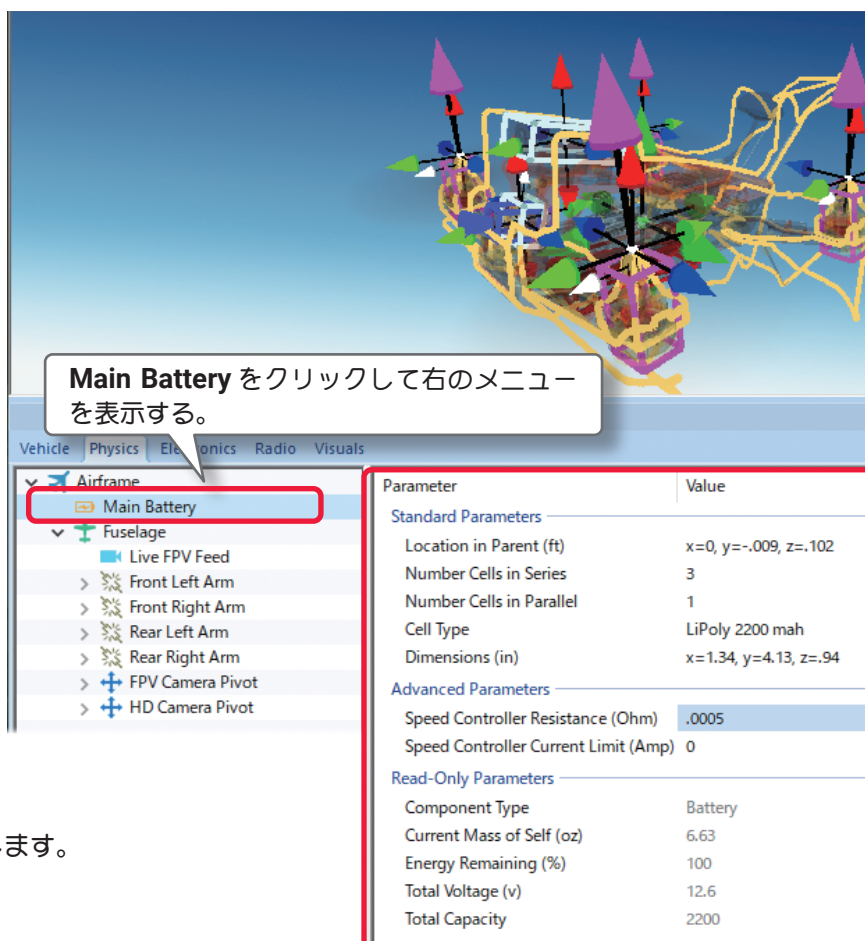 Main Battery をクリックして右のメニュー
を表示する。
Vehicle Physics Electronics Radio Visuals
Airframe
Main Battery
Fuselage
Live FPV Feed
Front Left Arm
Front Right Arm
Rear Left Arm
Rear Right Arm
FPV Camera Pivot
HD Camera Pivot
Parameter Value
Standard Parameters
Location in Parent (ft) x=0, y=-.009, z=.102
Number Cells in Series 3
Number Cells in Parallel 1
Cell Type LiPoly 2200 mah
Dimensions (in) x=1.34, y=4.13, z=.94
Advanced Parameters
Speed Controller Resistance (Ohm) .0005
Speed Controller Current Limit (Amp) 0
Read-Only Parameters
Component Type Battery
Current Mass of Self (oz) 6.63
Energy Remaining (%) 100
Total Voltage (v) 12.6
Total Capacity 2200
ます。